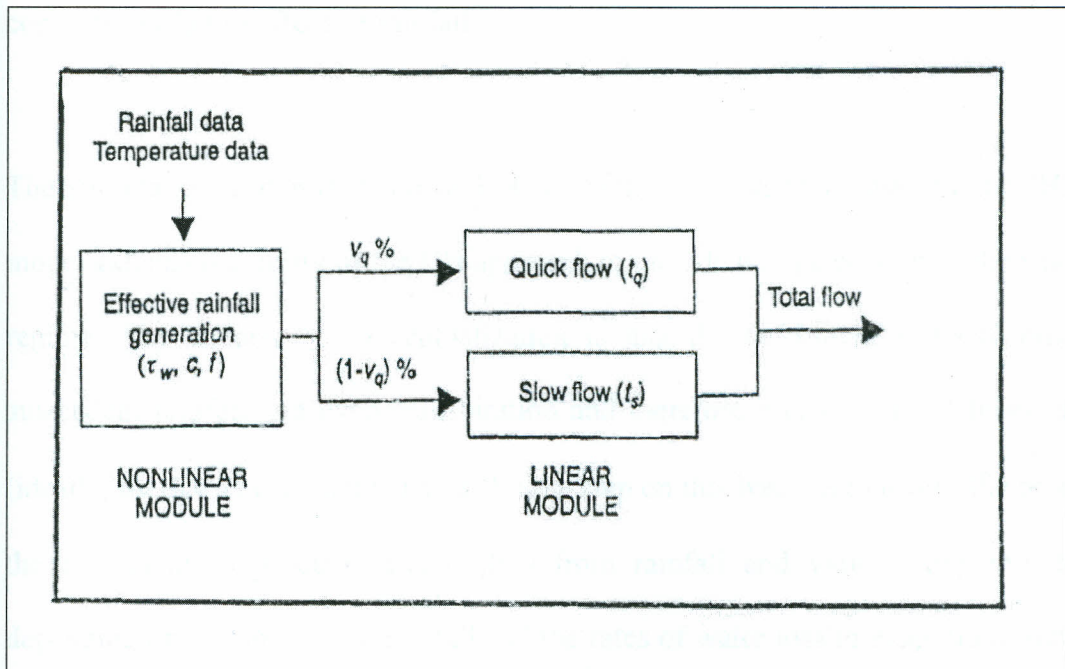 Rainfall data
Temperature data
Effective rainfall
generation
(τw, c, f)
vq %
(1-vq) %
Quick flow (tq)
Slow flow (ts)
Total flow
NONLINEAR
MODULE
LINEAR
MODULE